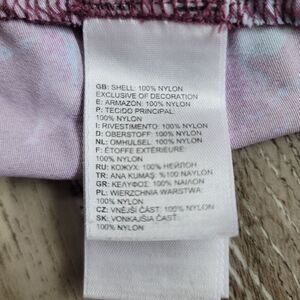 GB: SHELL: 100% NYLON
EXCLUSIVE OF DECORATION
E: ARMAZÓN: 100% NYLON
P: TECIDO PRINCIPAL:
100% NYLON
I: RIVESTIMENTO: 100% NYLON
D: OBERSTOFF: 100% NYLON
NL: OMHULSEL: 100% NYLON
F: ÉTOFFE EXTÉRIEURE:
100% NYLON
RU: КОЖУХ: 100% НЕЙЛОН
TR: ANA KUMAŞ: %100 NAYLON
GR: ΚΕΛΥΦΟΣ: 100% ΝΑΪΛΟΝ
PL: WIERZCHNIA WARSTWA:
100% NYLON
CZ: VNĚJŠÍ ČÁST: 100% NYLON
SK: VONKAJŠIA ČASŤ:
100% NYLON